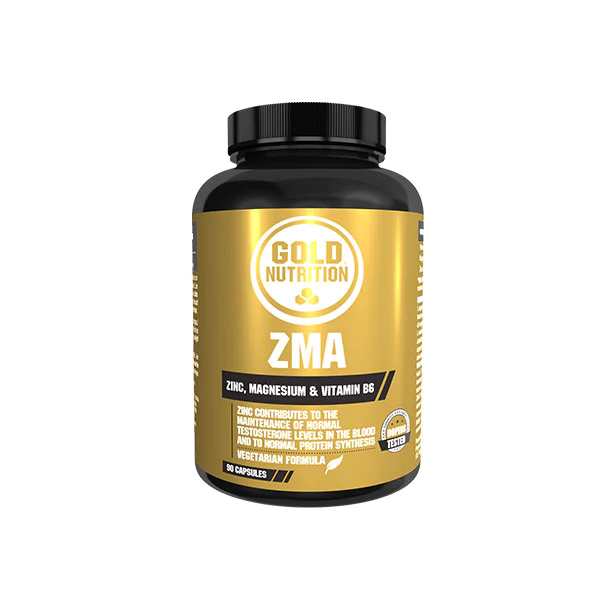 GOLD
NUTRITION
ZMA
ZINC, MAGNESIUM & VITAMIN B6
ZINC CONTRIBUTES TO THE
MAINTENANCE OF NORMAL
TESTOSTERONE LEVELS IN THE BLOOD
AND TO NORMAL PROTEIN SYNTHESIS
VEGETARIAN FORMULA
90 CAPSULES
DOPING
TESTED